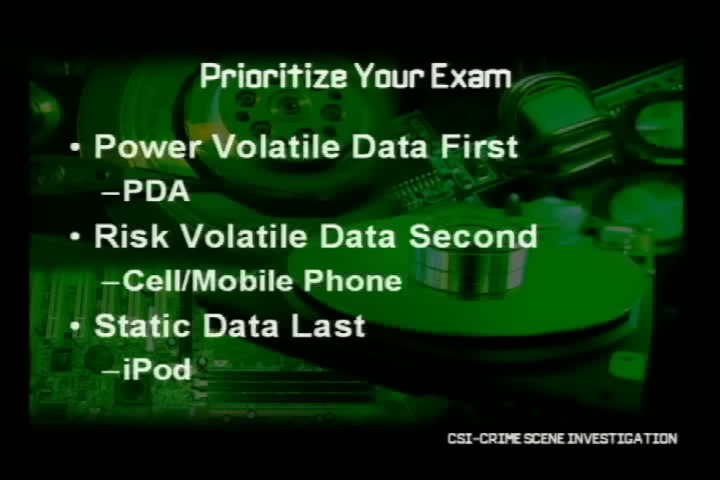 Prioritize Your Exam
• Power Volatile Data First
–PDA
• Risk Volatile Data Second
–Cell/Mobile Phone
• Static Data Last
–iPod
CSI-CRIME SCENE INVESTIGATION